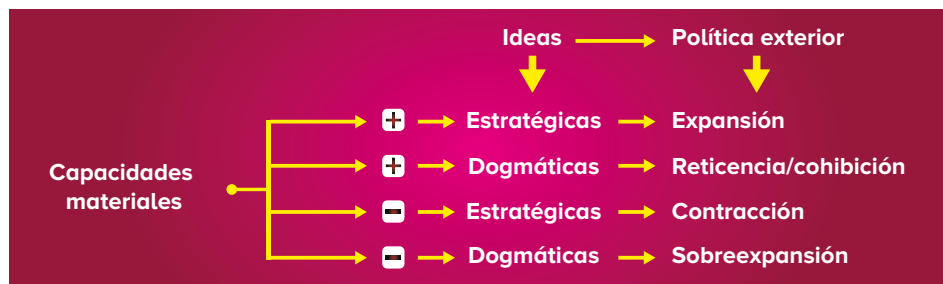 Ideas Política exterior
+ Estratégicas Expansión
+ Dogmáticas Reticencia/cohibición
Capacidades
materiales
- Estratégicas Contracción
- Dogmáticas Sobreexpansión